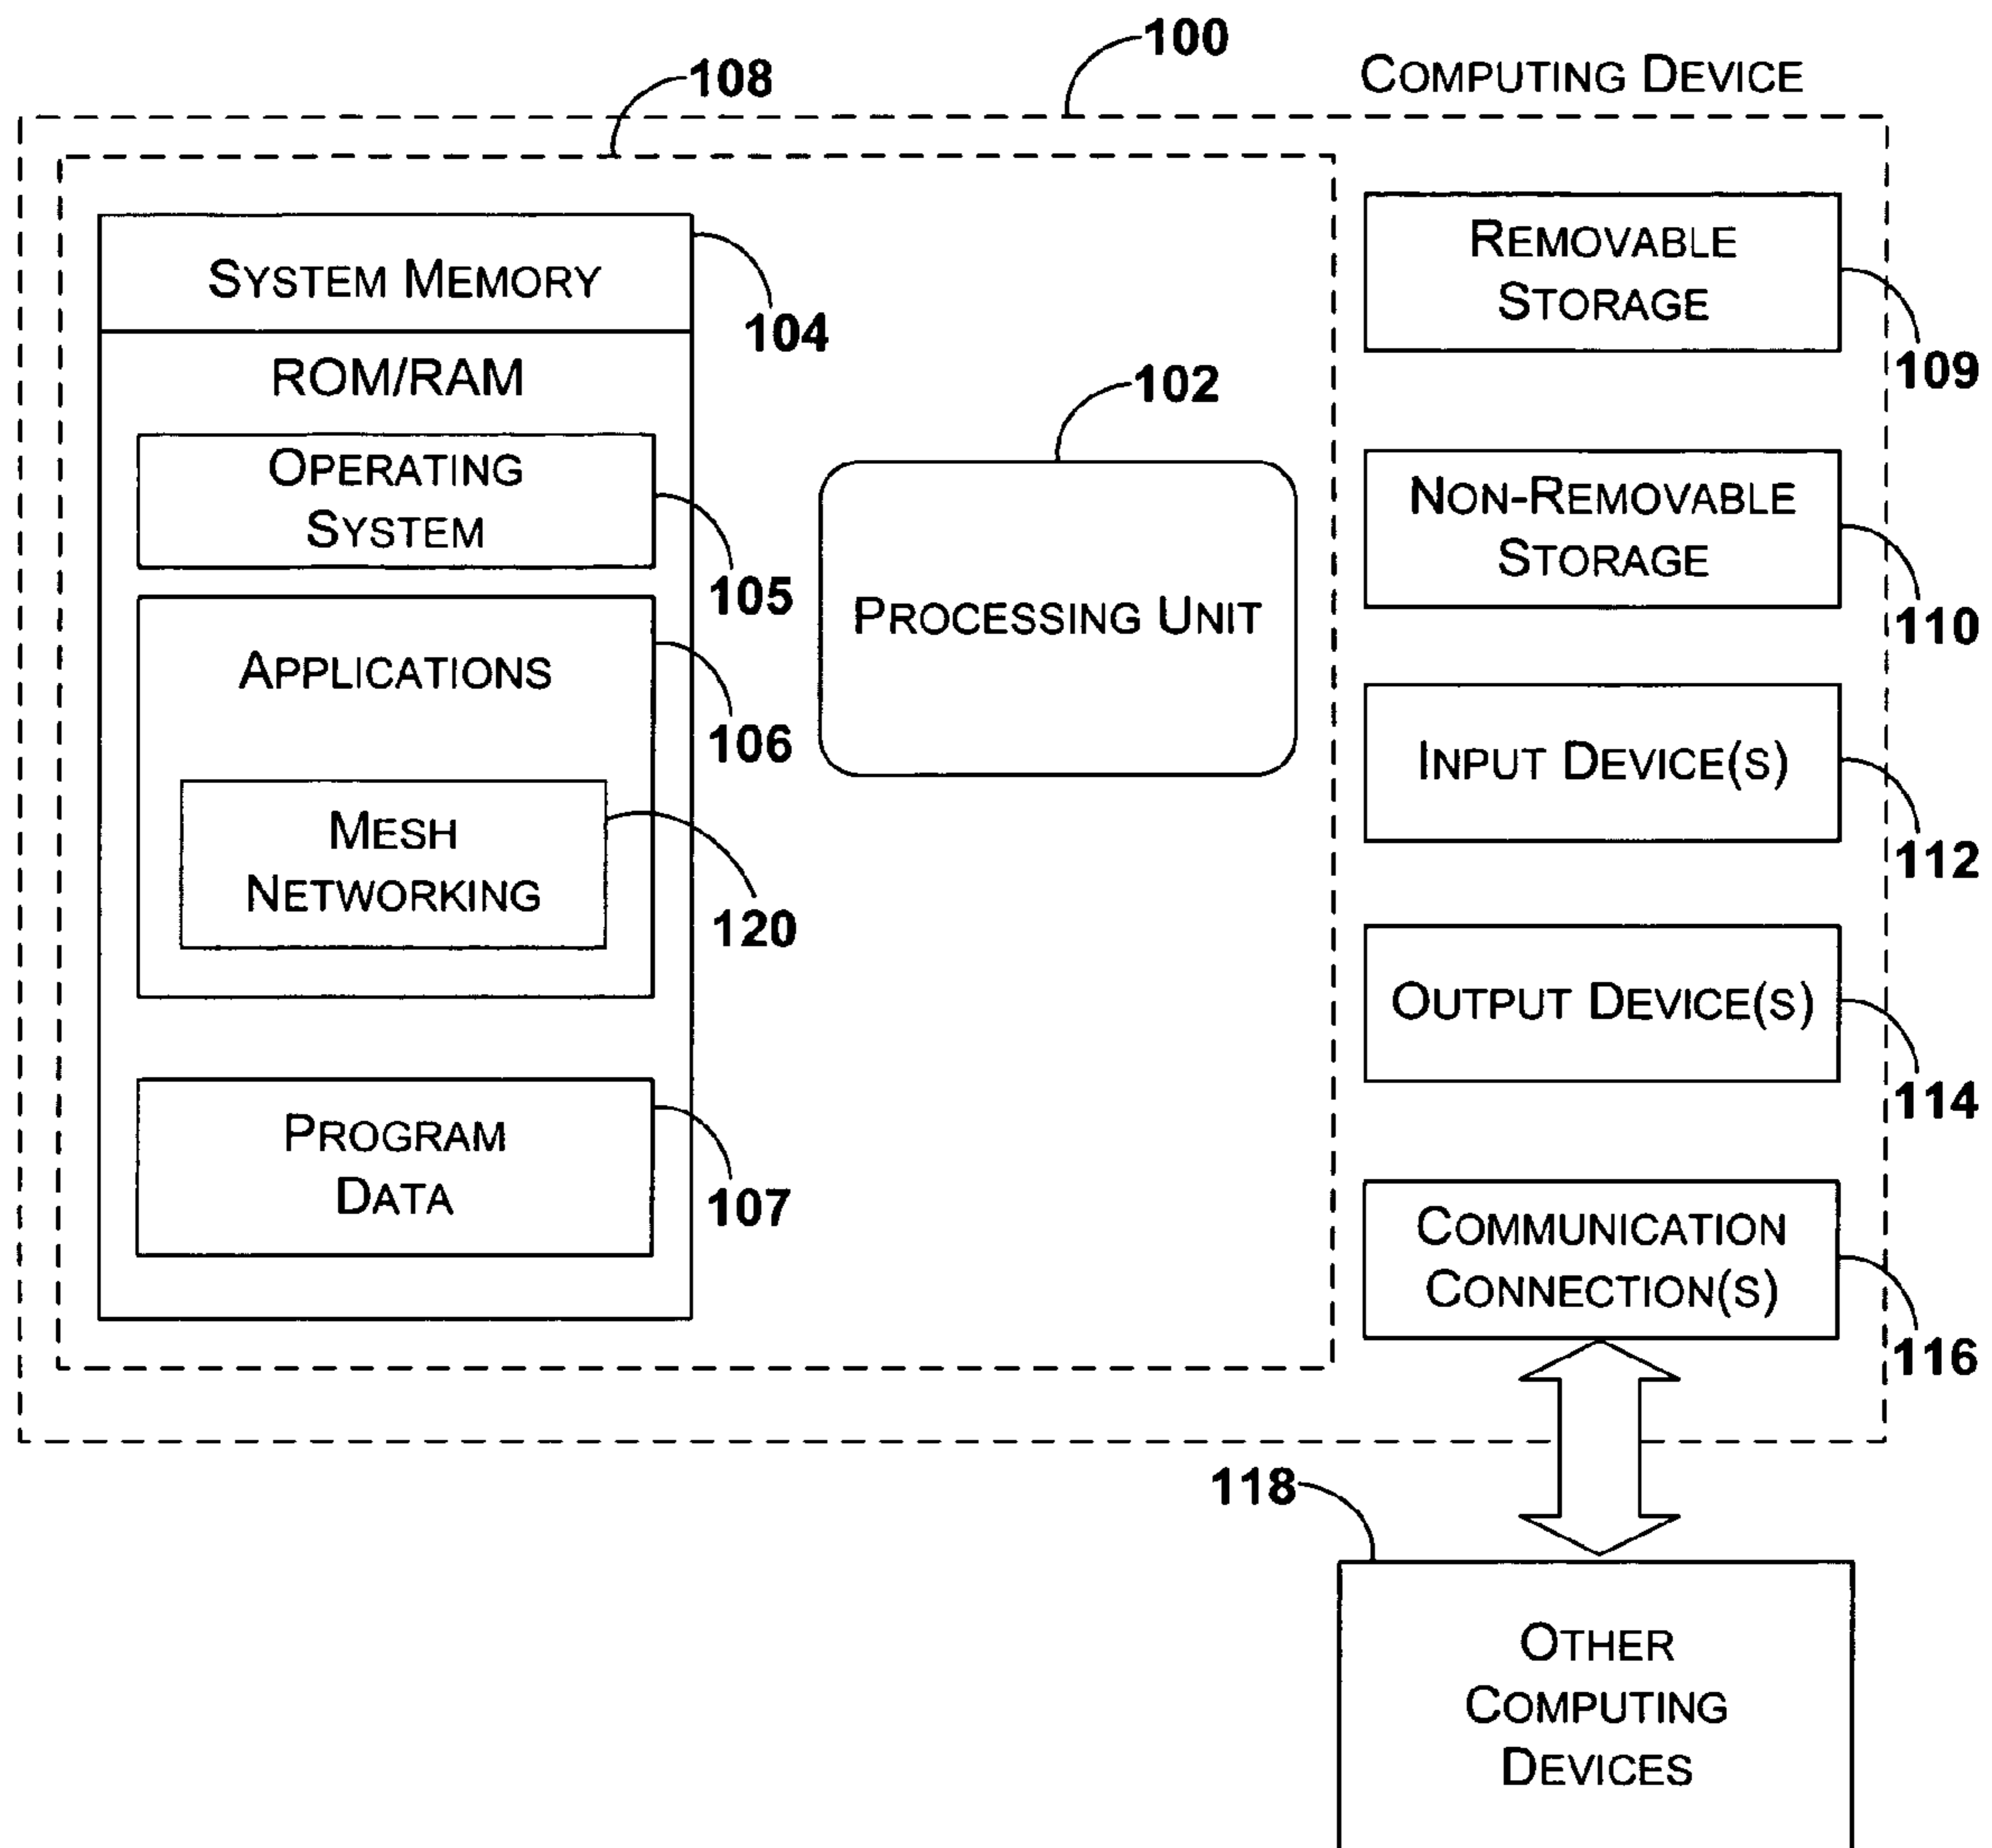 100
COMPUTING DEVICE
108
SYSTEM MEMORY
104
ROM/RAM
OPERATING
SYSTEM
105
APPLICATIONS
106
MESH
NETWORKING
120
PROGRAM
DATA
107
102
PROCESSING UNIT
REMOVABLE
STORAGE
109
NON-REMOVABLE
STORAGE
110
INPUT DEVICE(S)
112
OUTPUT DEVICE(S)
114
COMMUNICATION
CONNECTION(S)
116
118
OTHER
COMPUTING
DEVICES